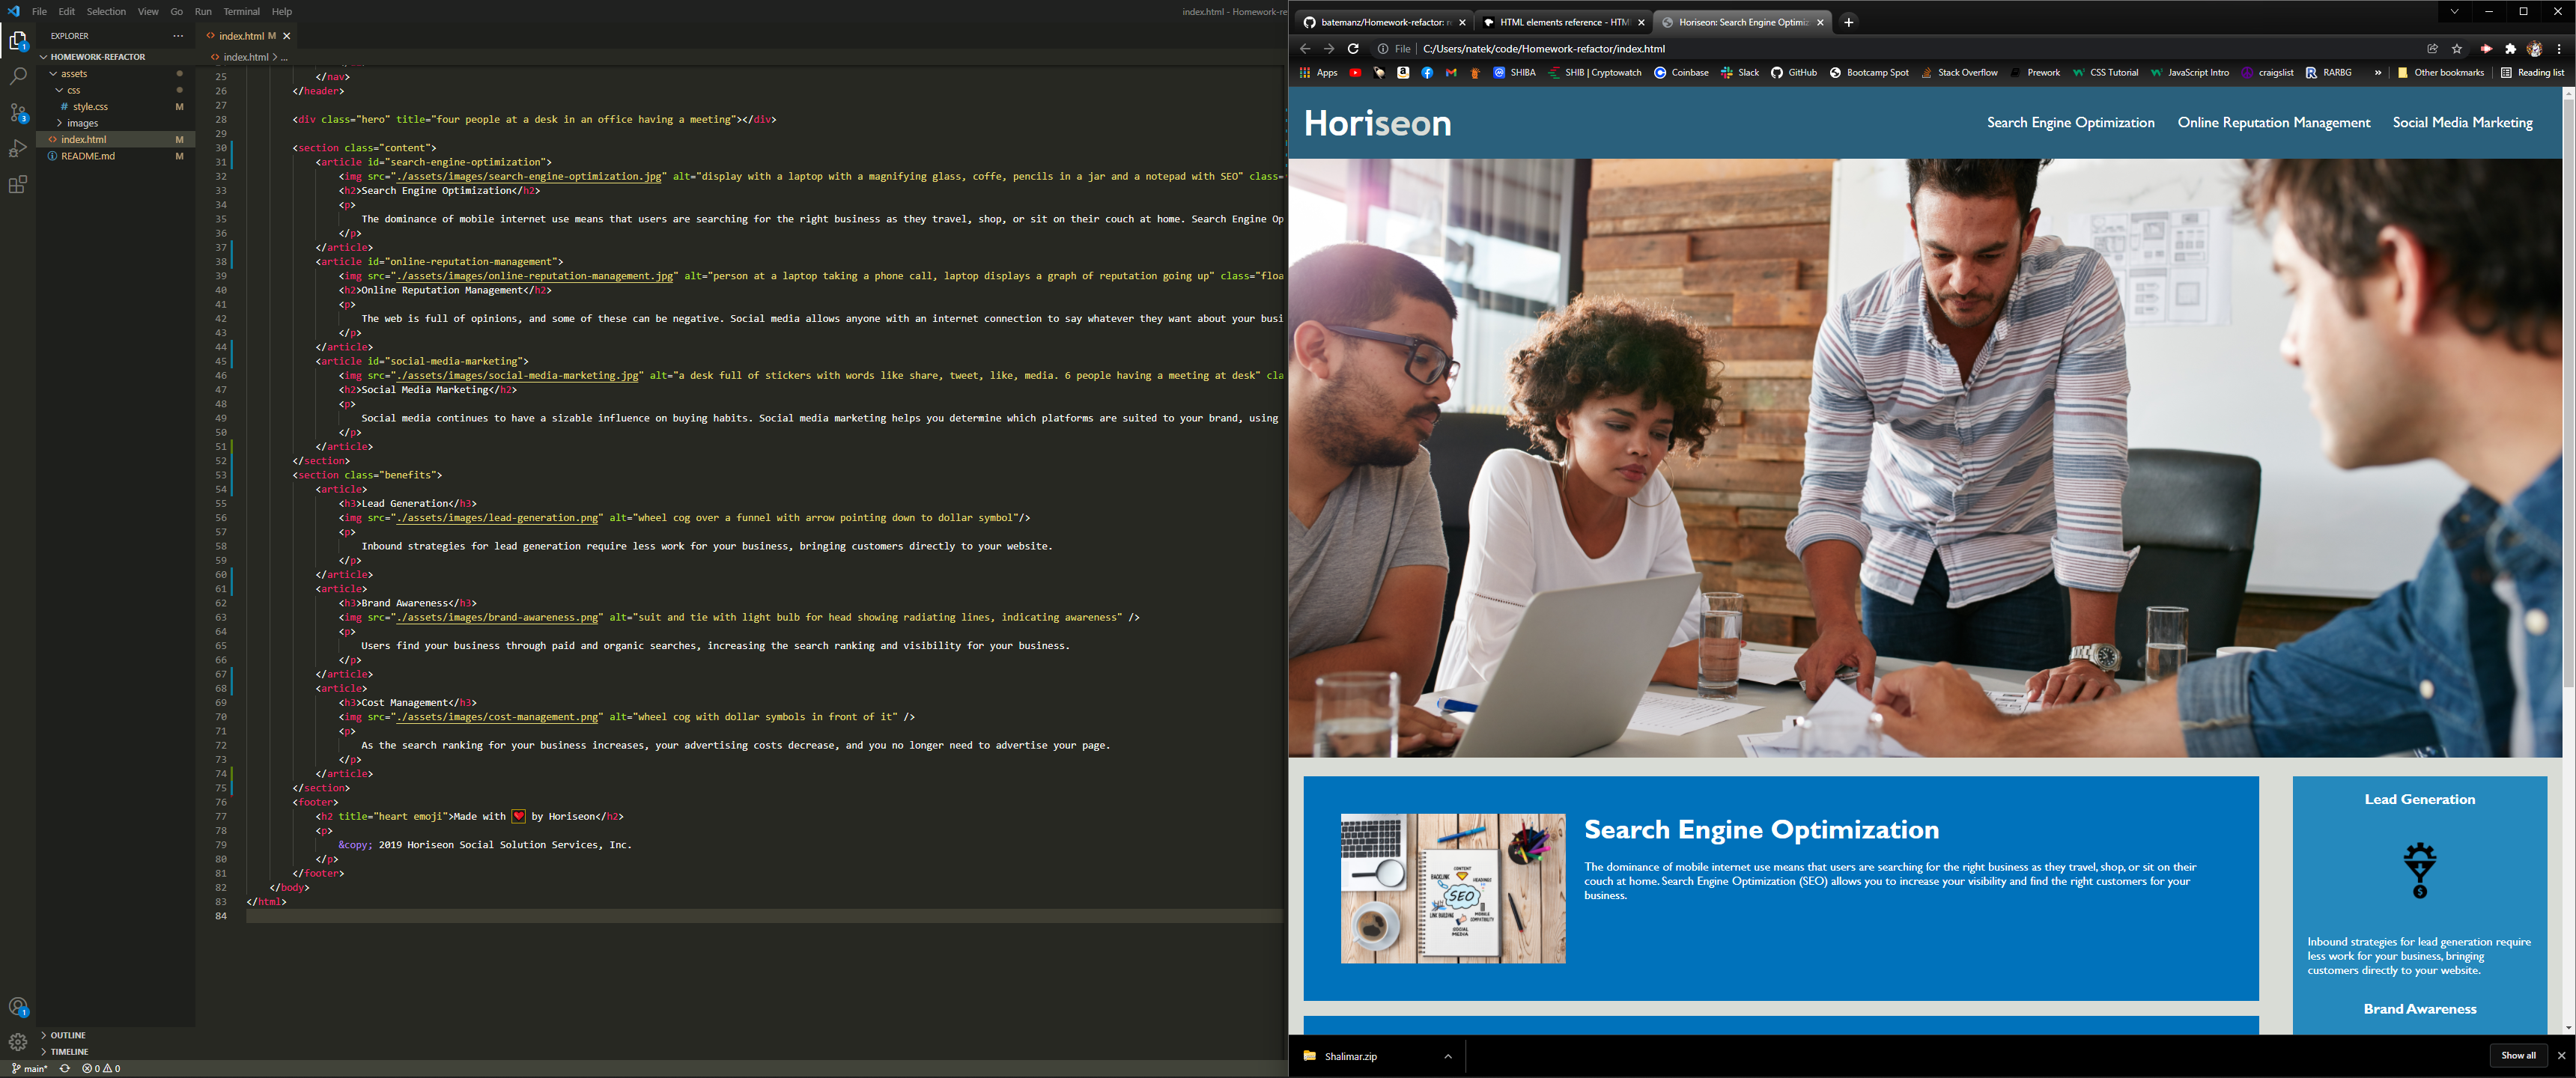 File Edit Selection View Go Run Terminal Help
index.html - Homework-re
EXPLORER
HOMEWORK-REFACTOR
assets
css
# style.css M
images
<> index.html M
README.md M
OUTLINE
TIMELINE
main* 0 0
<> index.html M
<> index.html > ...
25 </nav>
26 </header>
27
28 <div class="hero" title="four people at a desk in an office having a meeting"></div>
29
30 <section class="content">
31 <article id="search-engine-optimization">
32 <img src="./assets/images/search-engine-optimization.jpg" alt="display with a laptop with a magnifying glass, coffe, pencils in a jar and a notepad with SEO" class=
33 <h2>Search Engine Optimization</h2>
34 <p>
35 The dominance of mobile internet use means that users are searching for the right business as they travel, shop, or sit on their couch at home. Search Engine Op
36 </p>
37 </article>
38 <article id="online-reputation-management">
39 <img src="./assets/images/online-reputation-management.jpg" alt="person at a laptop taking a phone call, laptop displays a graph of reputation going up" class="floa
40 <h2>Online Reputation Management</h2>
41 <p>
42 The web is full of opinions, and some of these can be negative. Social media allows anyone with an internet connection to say whatever they want about your busi
43 </p>
44 </article>
45 <article id="social-media-marketing">
46 <img src="./assets/images/social-media-marketing.jpg" alt="a desk full of stickers with words like share, tweet, like, media. 6 people having a meeting at desk" cla
47 <h2>Social Media Marketing</h2>
48 <p>
49 Social media continues to have a sizable influence on buying habits. Social media marketing helps you determine which platforms are suited to your brand, using
50 </p>
51 </article>
52 </section>
53 <section class="benefits">
54 <article>
55 <h3>Lead Generation</h3>
56 <img src="./assets/images/lead-generation.png" alt="wheel cog over a funnel with arrow pointing down to dollar symbol"/>
57 <p>
58 Inbound strategies for lead generation require less work for your business, bringing customers directly to your website.
59 </p>
60 </article>
61 <article>
62 <h3>Brand Awareness</h3>
63 <img src="./assets/images/brand-awareness.png" alt="suit and tie with light bulb for head showing radiating lines, indicating awareness" />
64 <p>
65 Users find your business through paid and organic searches, increasing the search ranking and visibility for your business.
66 </p>
67 </article>
68 <article>
69 <h3>Cost Management</h3>
70 <img src="./assets/images/cost-management.png" alt="wheel cog with dollar symbols in front of it" />
71 <p>
72 As the search ranking for your business increases, your advertising costs decrease, and you no longer need to advertise your page.
73 </p>
74 </article>
75 </section>
76 <footer>
77 <h2 title="heart emoji">Made with ❤️ by Horiseon</h2>
78 <p>
79 &copy; 2019 Horiseon Social Solution Services, Inc.
80 </p>
81 </footer>
82 </body>
83 </html>
84
batemanz/Homework-refactor: re
HTML elements reference - HTM
Horiseon: Search Engine Optimiz
File C:/Users/natek/code/Homework-refactor/index.html
Apps SHIBA SHIB | Cryptowatch Coinbase Slack GitHub Bootcamp Spot Stack Overflow Prework CSS Tutorial JavaScript Intro craigslist RARBG » Other bookmarks Reading list
Horiseon
Search Engine Optimization Online Reputation Management Social Media Marketing
CONTENT
BACKLINK
HEADINGS
SEO
LINK BUILDING
MOBILE COMPATIBILITY
SOCIAL MEDIA
Search Engine Optimization
The dominance of mobile internet use means that users are searching for the right business as they travel, shop, or sit on their
couch at home. Search Engine Optimization (SEO) allows you to increase your visibility and find the right customers for your
business.
Lead Generation
Inbound strategies for lead generation require
less work for your business, bringing
customers directly to your website.
Brand Awareness
Shalimar.zip
Show all